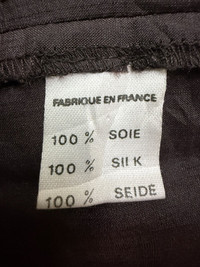 FABRIQUE EN FRANCE
100 % SOIE
100 % SILK
100 % SEIDE